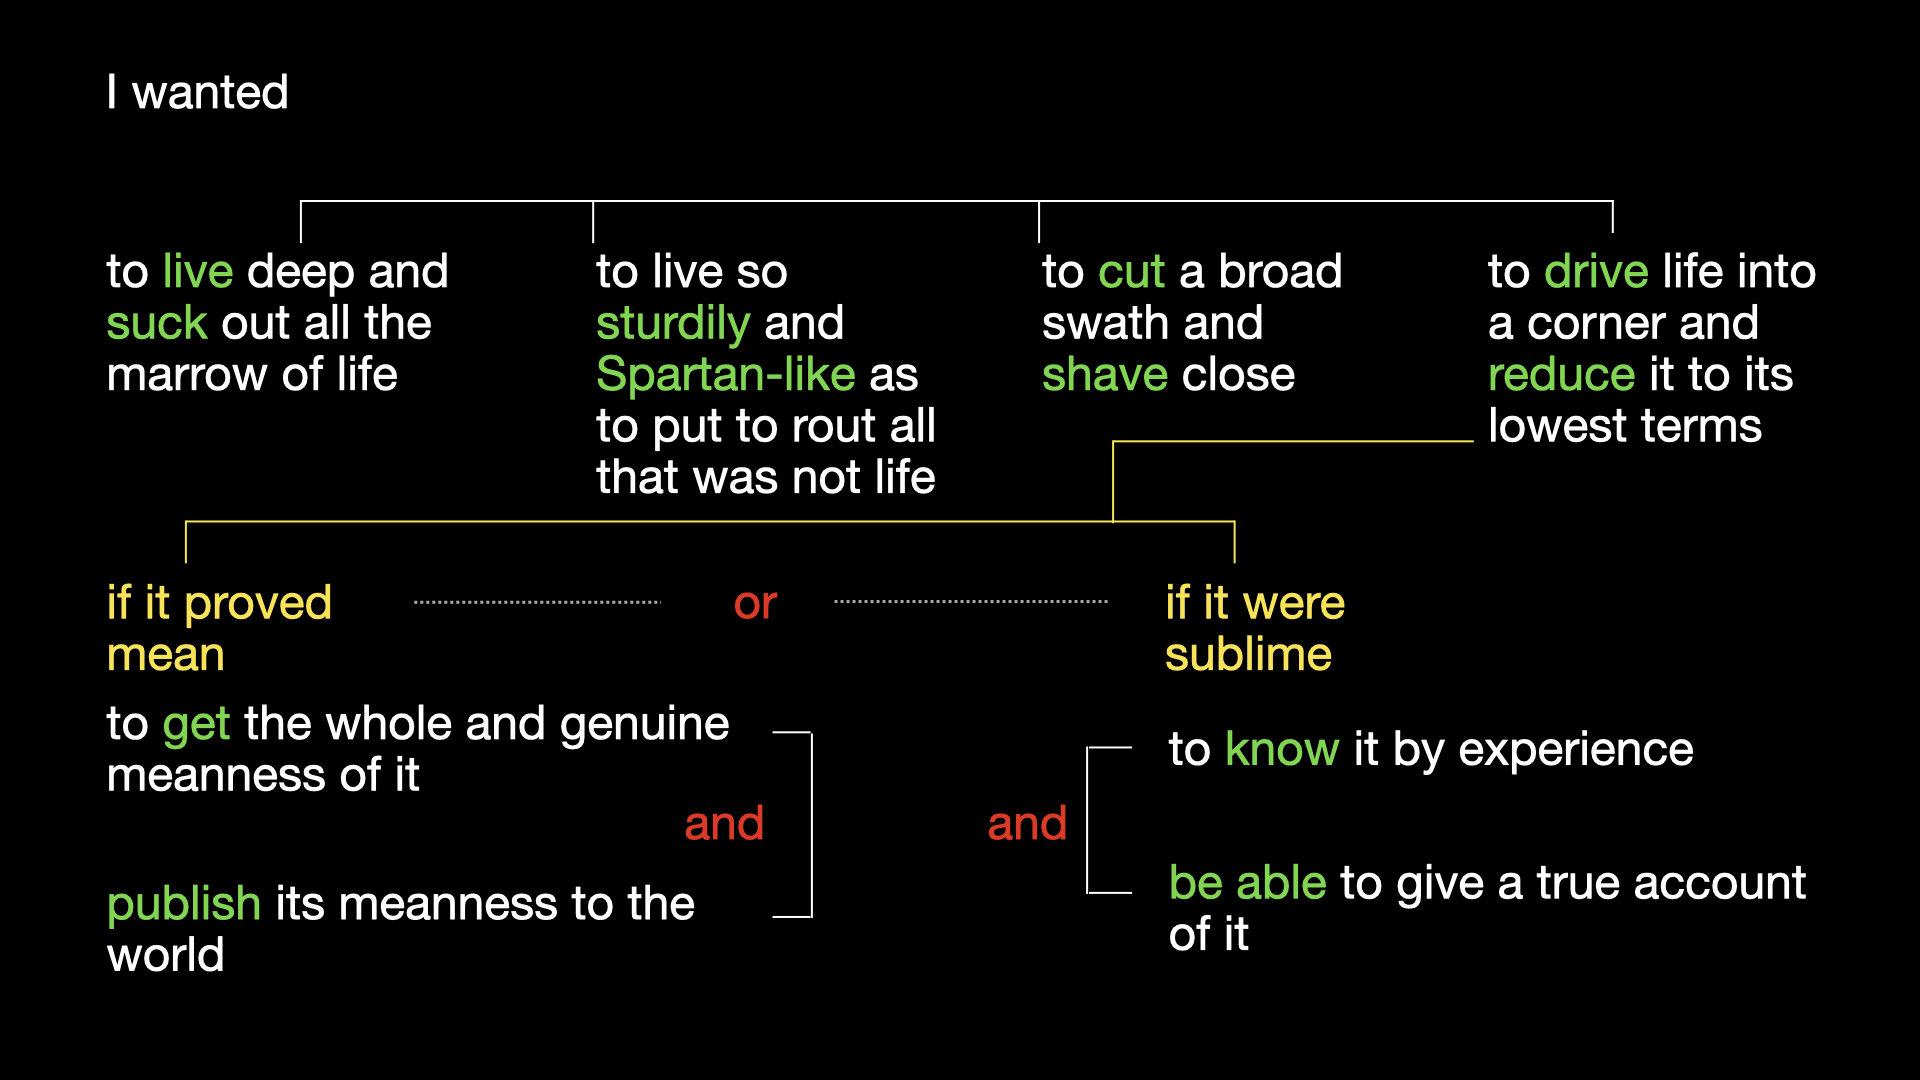 I wanted
to live deep and
suck out all the
marrow of life
to live so
sturdily and
Spartan-like as
to put to rout all
that was not life
to cut a broad
swath and
shave close
to drive life into
a corner and
reduce it to its
lowest terms
if it proved
mean
or
if it were
sublime
to get the whole and genuine
meanness of it
and
publish its meanness to the
world
to know it by experience
and
be able to give a true account
of it